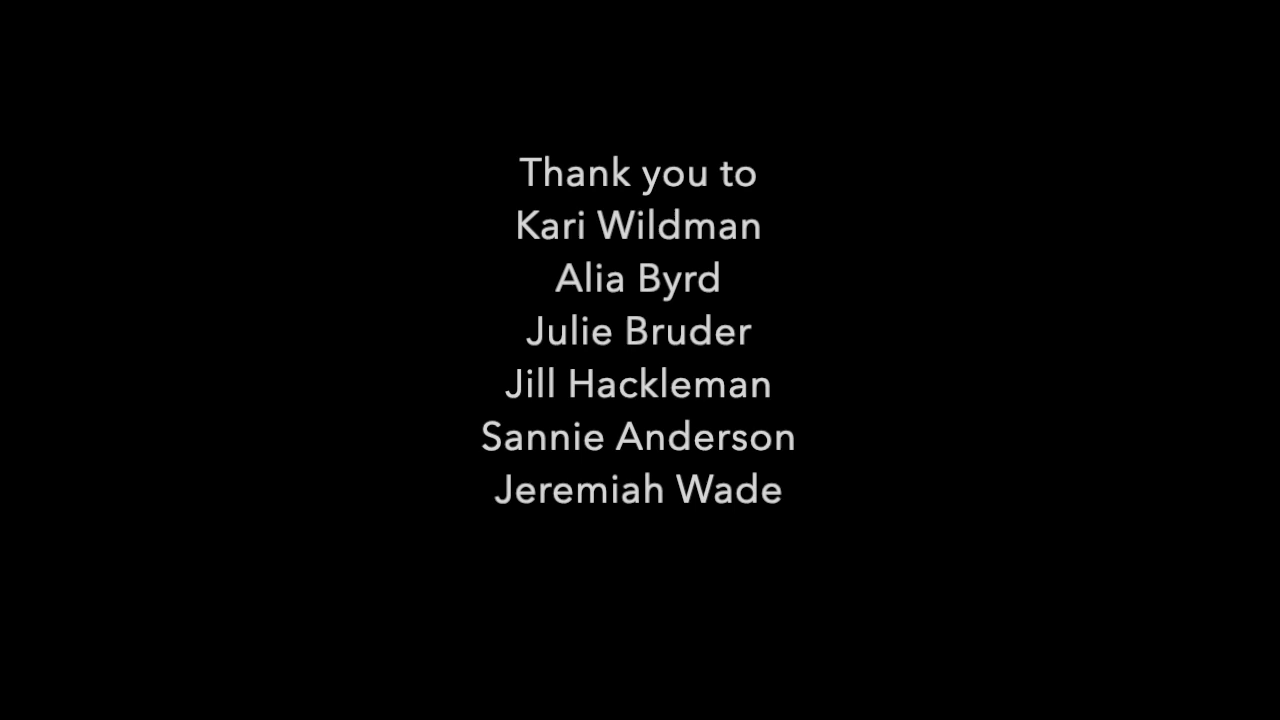 Thank you to
Kari Wildman
Alia Byrd
Julie Bruder
Jill Hackleman
Sannie Anderson
Jeremiah Wade